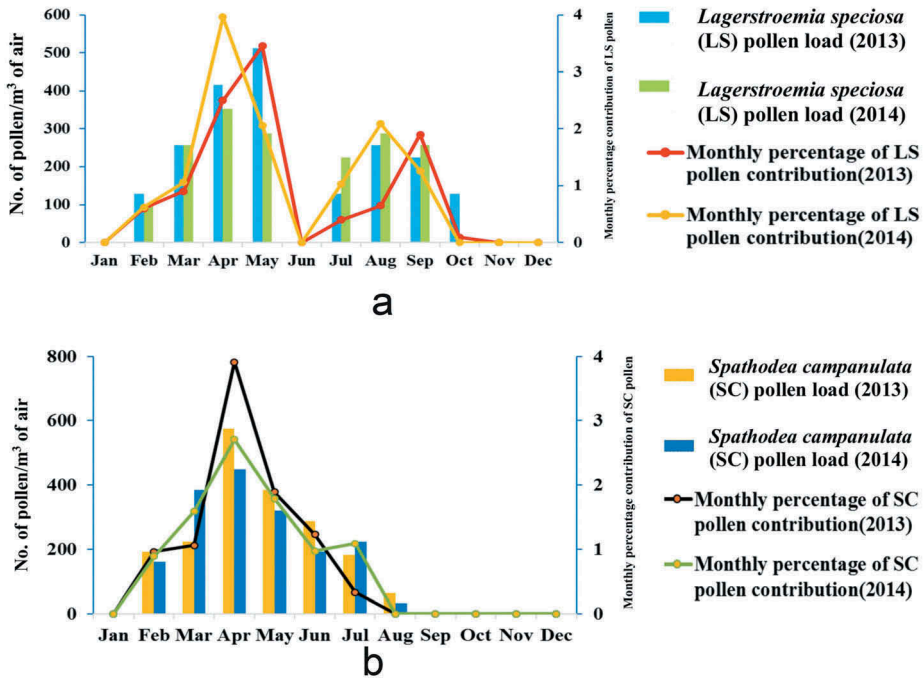 No. of pollen/m³ of air
600
500
400
300
200
100
0
Jan Feb Mar Apr May Jun Jul Aug Sep Oct Nov Dec
4
3
2
1
0
Monthly percentage contribution of LS pollen
Lagerstroemia speciosa
(LS) pollen load (2013)
Lagerstroemia speciosa
(LS) pollen load (2014)
Monthly percentage of LS
pollen contribution(2013)
Monthly percentage of LS
pollen contribution(2014)
a
No. of pollen/m³ of air
800
600
400
200
0
Jan Feb Mar Apr May Jun Jul Aug Sep Oct Nov Dec
4
3
2
1
0
Monthly percentage contribution of SC pollen
Spathodea campanulata
(SC) pollen load (2013)
Spathodea campanulata
(SC) pollen load (2014)
Monthly percentage of SC
pollen contribution(2013)
Monthly percentage of SC
pollen contribution(2014)
b